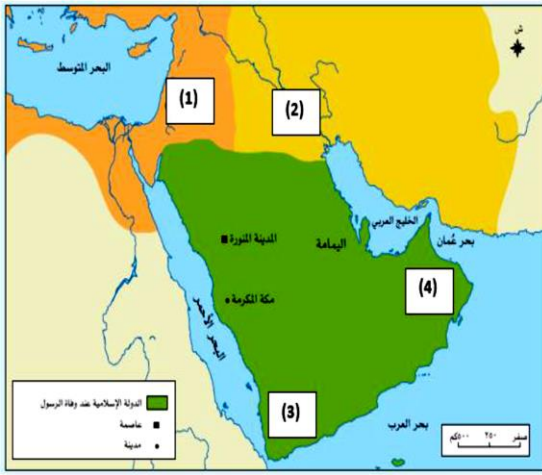 ش
البحر المتوسط
(1)
(2)
الخليج العربي
بحر عُمان
المدينة المنورة
اليمامة
(4)
مكة المكرمة
البحر الأحمر
(3)
بحر العرب
الدولة الإسلامية عند وفاة الرسول
عاصمة
مدينة
صفر ٢٥٠ ٥٠٠كم